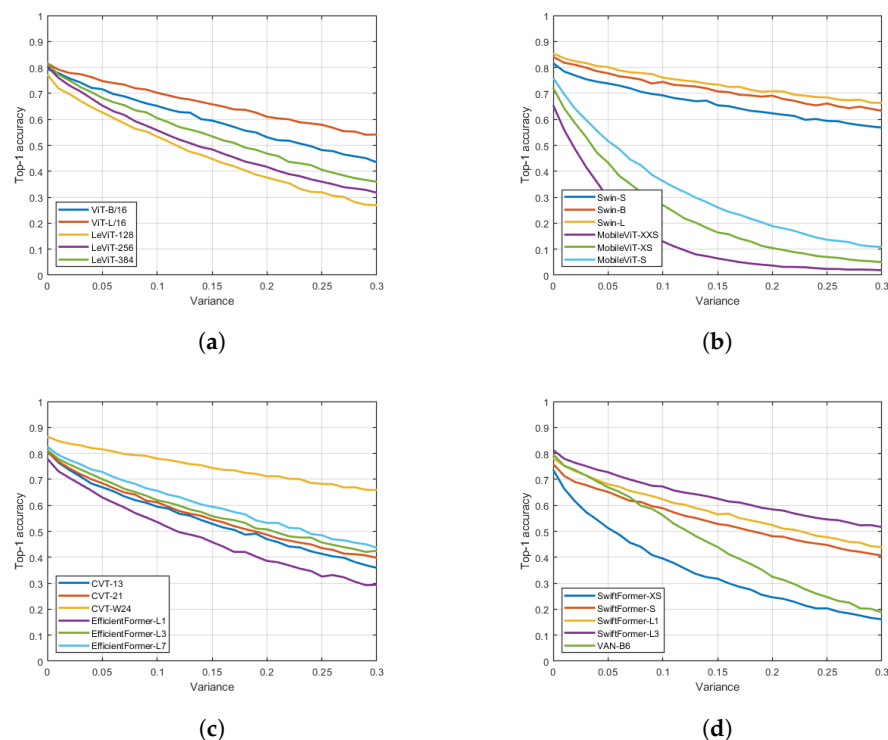 1
0.9
0.8
0.7
0.6
0.5
0.4
0.3
0.2
0.1
0
Top-1 accuracy
ViT-B/16
ViT-L/16
LeViT-128
LeViT-256
LeViT-384
0 0.05 0.1 0.15 0.2 0.25 0.3
Variance
(a)
1
0.9
0.8
0.7
0.6
0.5
0.4
0.3
0.2
0.1
0
Top-1 accuracy
Swin-S
Swin-B
Swin-L
MobileViT-XXS
MobileViT-XS
MobileViT-S
0 0.05 0.1 0.15 0.2 0.25 0.3
Variance
(b)
1
0.9
0.8
0.7
0.6
0.5
0.4
0.3
0.2
0.1
0
Top-1 accuracy
CVT-13
CVT-21
CVT-W24
EfficientFormer-L1
EfficientFormer-L3
EfficientFormer-L7
0 0.05 0.1 0.15 0.2 0.25 0.3
Variance
(c)
1
0.9
0.8
0.7
0.6
0.5
0.4
0.3
0.2
0.1
0
Top-1 accuracy
SwiftFormer-XS
SwiftFormer-S
SwiftFormer-L1
SwiftFormer-L3
VAN-B6
0 0.05 0.1 0.15 0.2 0.25 0.3
Variance
(d)